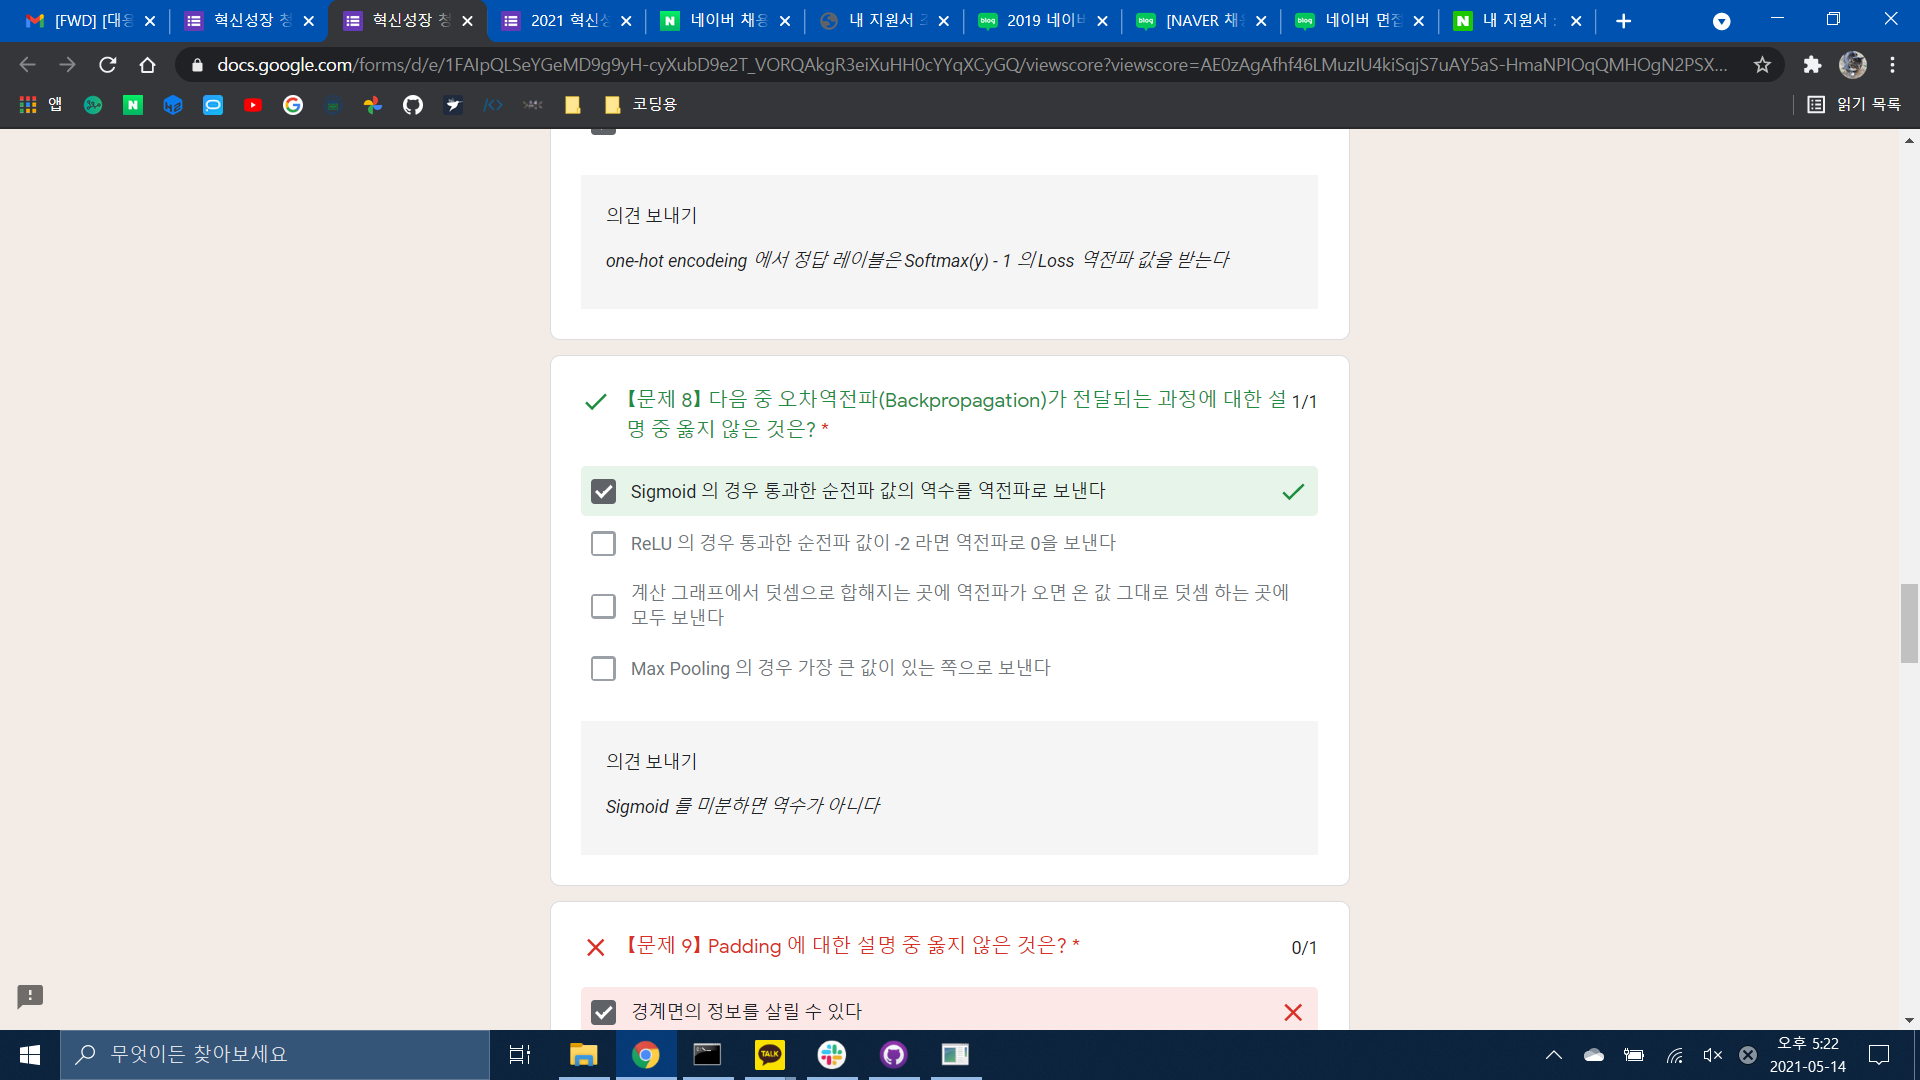 [FWD] [대용
혁신성장 청
혁신성장 청
2021 혁신성
네이버 채용
내 지원서 조
2019 네이버
[NAVER 채용
네이버 면접
내 지원서 :
docs.google.com/forms/d/e/1FAIpQLSeYGeMD9g9yH-cyXubD9e2T_VORQAkgR3eiXuHH0cYYqXCyGQ/viewscore?viewscore=AE0zAgAfhf46LMuzIU4kiSqjS7uAY5aS-HmaNPIOqQMHOgN2PSX...
앱
코딩용
읽기 목록
의견 보내기
one-hot encodeing 에서 정답 레이블은 Softmax(y) - 1 의 Loss 역전파 값을 받는다
【문제 8】 다음 중 오차역전파(Backpropagation)가 전달되는 과정에 대한 설 1/1
명 중 옳지 않은 것은? *
Sigmoid 의 경우 통과한 순전파 값의 역수를 역전파로 보낸다
ReLU 의 경우 통과한 순전파 값이 -2 라면 역전파로 0을 보낸다
계산 그래프에서 덧셈으로 합해지는 곳에 역전파가 오면 온 값 그대로 덧셈 하는 곳에
모두 보낸다
Max Pooling 의 경우 가장 큰 값이 있는 쪽으로 보낸다
의견 보내기
Sigmoid 를 미분하면 역수가 아니다
【문제 9】 Padding 에 대한 설명 중 옳지 않은 것은? * 0/1
경계면의 정보를 살릴 수 있다
무엇이든 찾아보세요
TALK
오후 5:22
2021-05-14